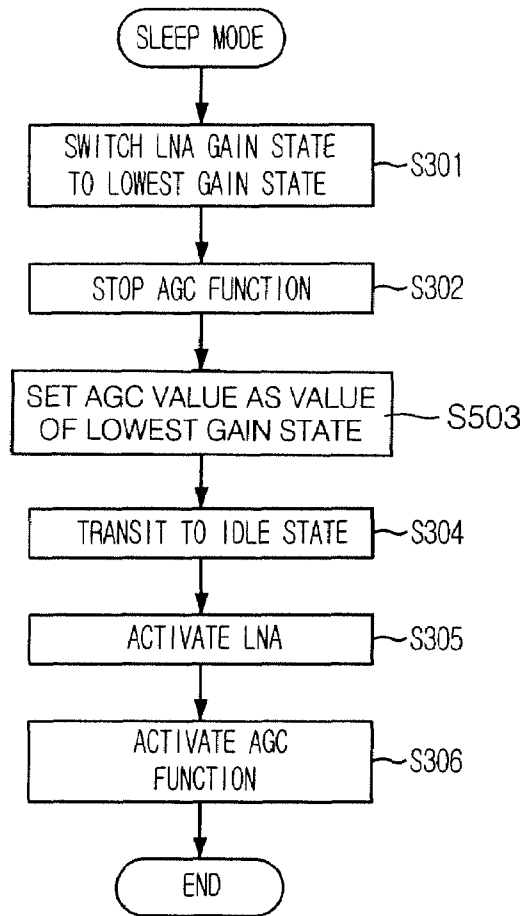 SLEEP MODE
SWITCH LNA GAIN STATE
TO LOWEST GAIN STATE
S301
STOP AGC FUNCTION
S302
SET AGC VALUE AS VALUE
OF LOWEST GAIN STATE
S503
TRANSIT TO IDLE STATE
S304
ACTIVATE LNA
S305
ACTIVATE AGC
FUNCTION
S306
END